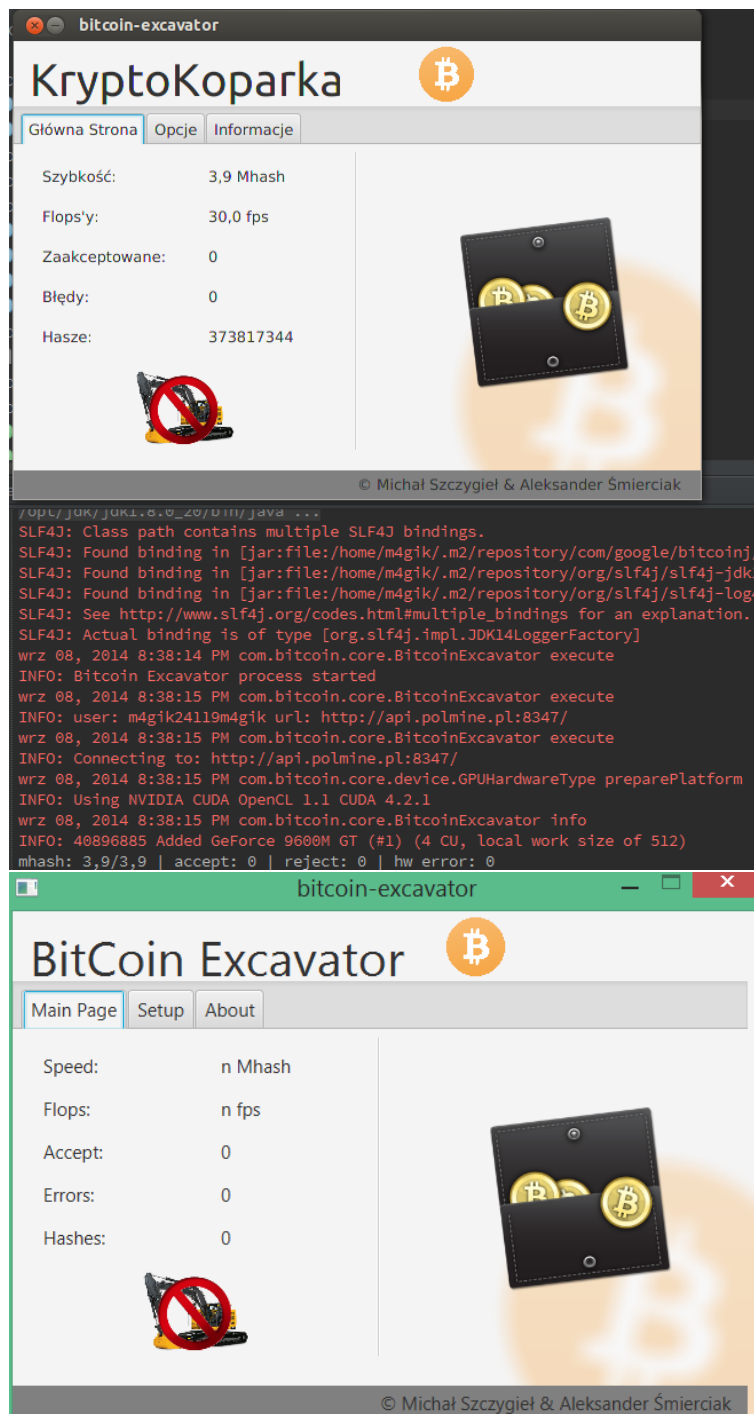 bitcoin-excavator
KryptoKoparka
Główna Strona Opcje Informacje
Szybkość: 3,9 Mhash
Flops'y: 30,0 fps
Zaakceptowane: 0
Błędy: 0
Hasze: 373817344
© Michał Szczygieł & Aleksander Śmierciak
/opt/jdk/jdk1.8.0_20/bin/java ...
SLF4J: Class path contains multiple SLF4J bindings.
SLF4J: Found binding in [jar:file:/home/m4gik/.m2/repository/com/google/bitcoinj/
SLF4J: Found binding in [jar:file:/home/m4gik/.m2/repository/org/slf4j/slf4j-jdk
SLF4J: Found binding in [jar:file:/home/m4gik/.m2/repository/org/slf4j/slf4j-log4
SLF4J: See http://www.slf4j.org/codes.html#multiple_bindings for an explanation.
SLF4J: Actual binding is of type [org.slf4j.impl.JDK14LoggerFactory]
wrz 08, 2014 8:38:14 PM com.bitcoin.core.BitcoinExcavator execute
INFO: Bitcoin Excavator process started
wrz 08, 2014 8:38:15 PM com.bitcoin.core.BitcoinExcavator execute
INFO: user: m4gik24119m4gik url: http://api.polmine.pl:8347/
wrz 08, 2014 8:38:15 PM com.bitcoin.core.BitcoinExcavator execute
INFO: Connecting to: http://api.polmine.pl:8347/
wrz 08, 2014 8:38:15 PM com.bitcoin.core.device.GPUHardwareType preparePlatform
INFO: Using NVIDIA CUDA OpenCL 1.1 CUDA 4.2.1
wrz 08, 2014 8:38:15 PM com.bitcoin.core.BitcoinExcavator info
INFO: 40896885 Added GeForce 9600M GT (#1) (4 CU, local work size of 512)
mhash: 3,9/3,9 | accept: 0 | reject: 0 | hw error: 0
bitcoin-excavator
BitCoin Excavator
Main Page Setup About
Speed: n Mhash
Flops: n fps
Accept: 0
Errors: 0
Hashes: 0
© Michał Szczygieł & Aleksander Śmierciak